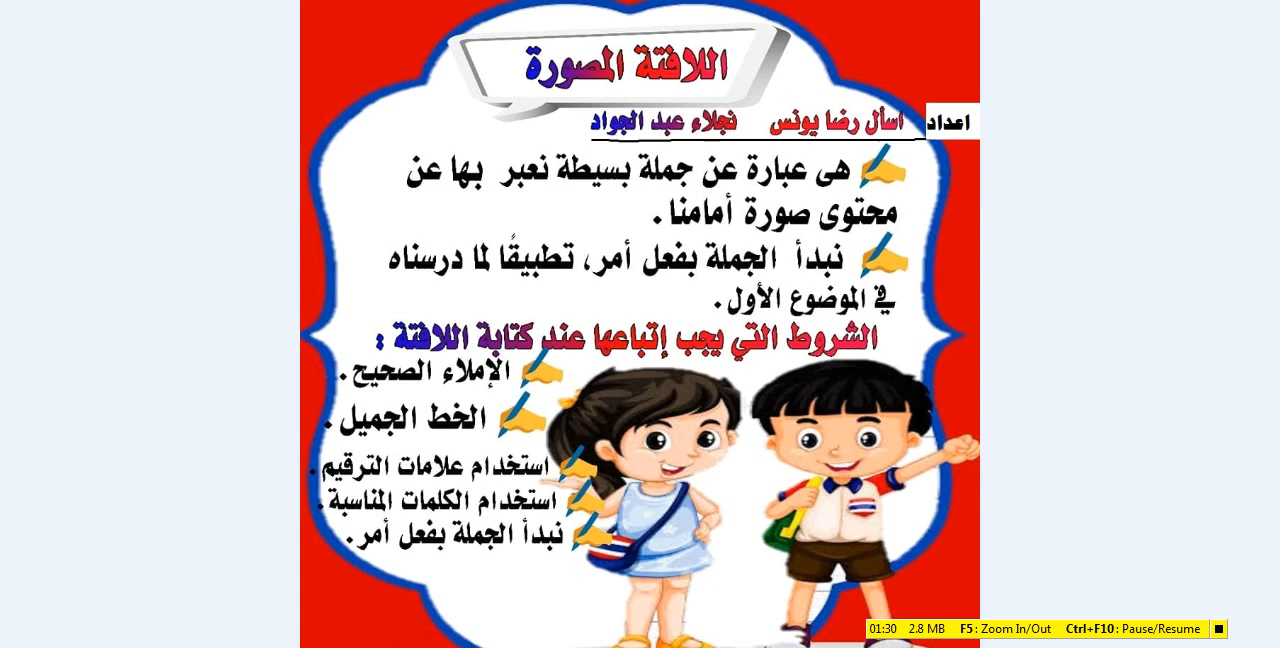 اللافتة المصورة
اعداد اسأل رضا يونس نجلاء عبد الجواد
هى عبارة عن جملة بسيطة نعبر بها عن
محتوى صورة أمامنا .
نبدأ الجملة بفعل أمر، تطبيقًا لما درسناه
في الموضوع الأول .
الشروط التي يجب إتباعها عند كتابة اللافتة :
الإملاء الصحيح .
الخط الجميل .
استخدام علامات الترقيم .
استخدام الكلمات المناسبة .
نبدأ الجملة بفعل أمر.
01:30 2.8 MB F5: Zoom In/Out Ctrl+F10: Pause/Resume